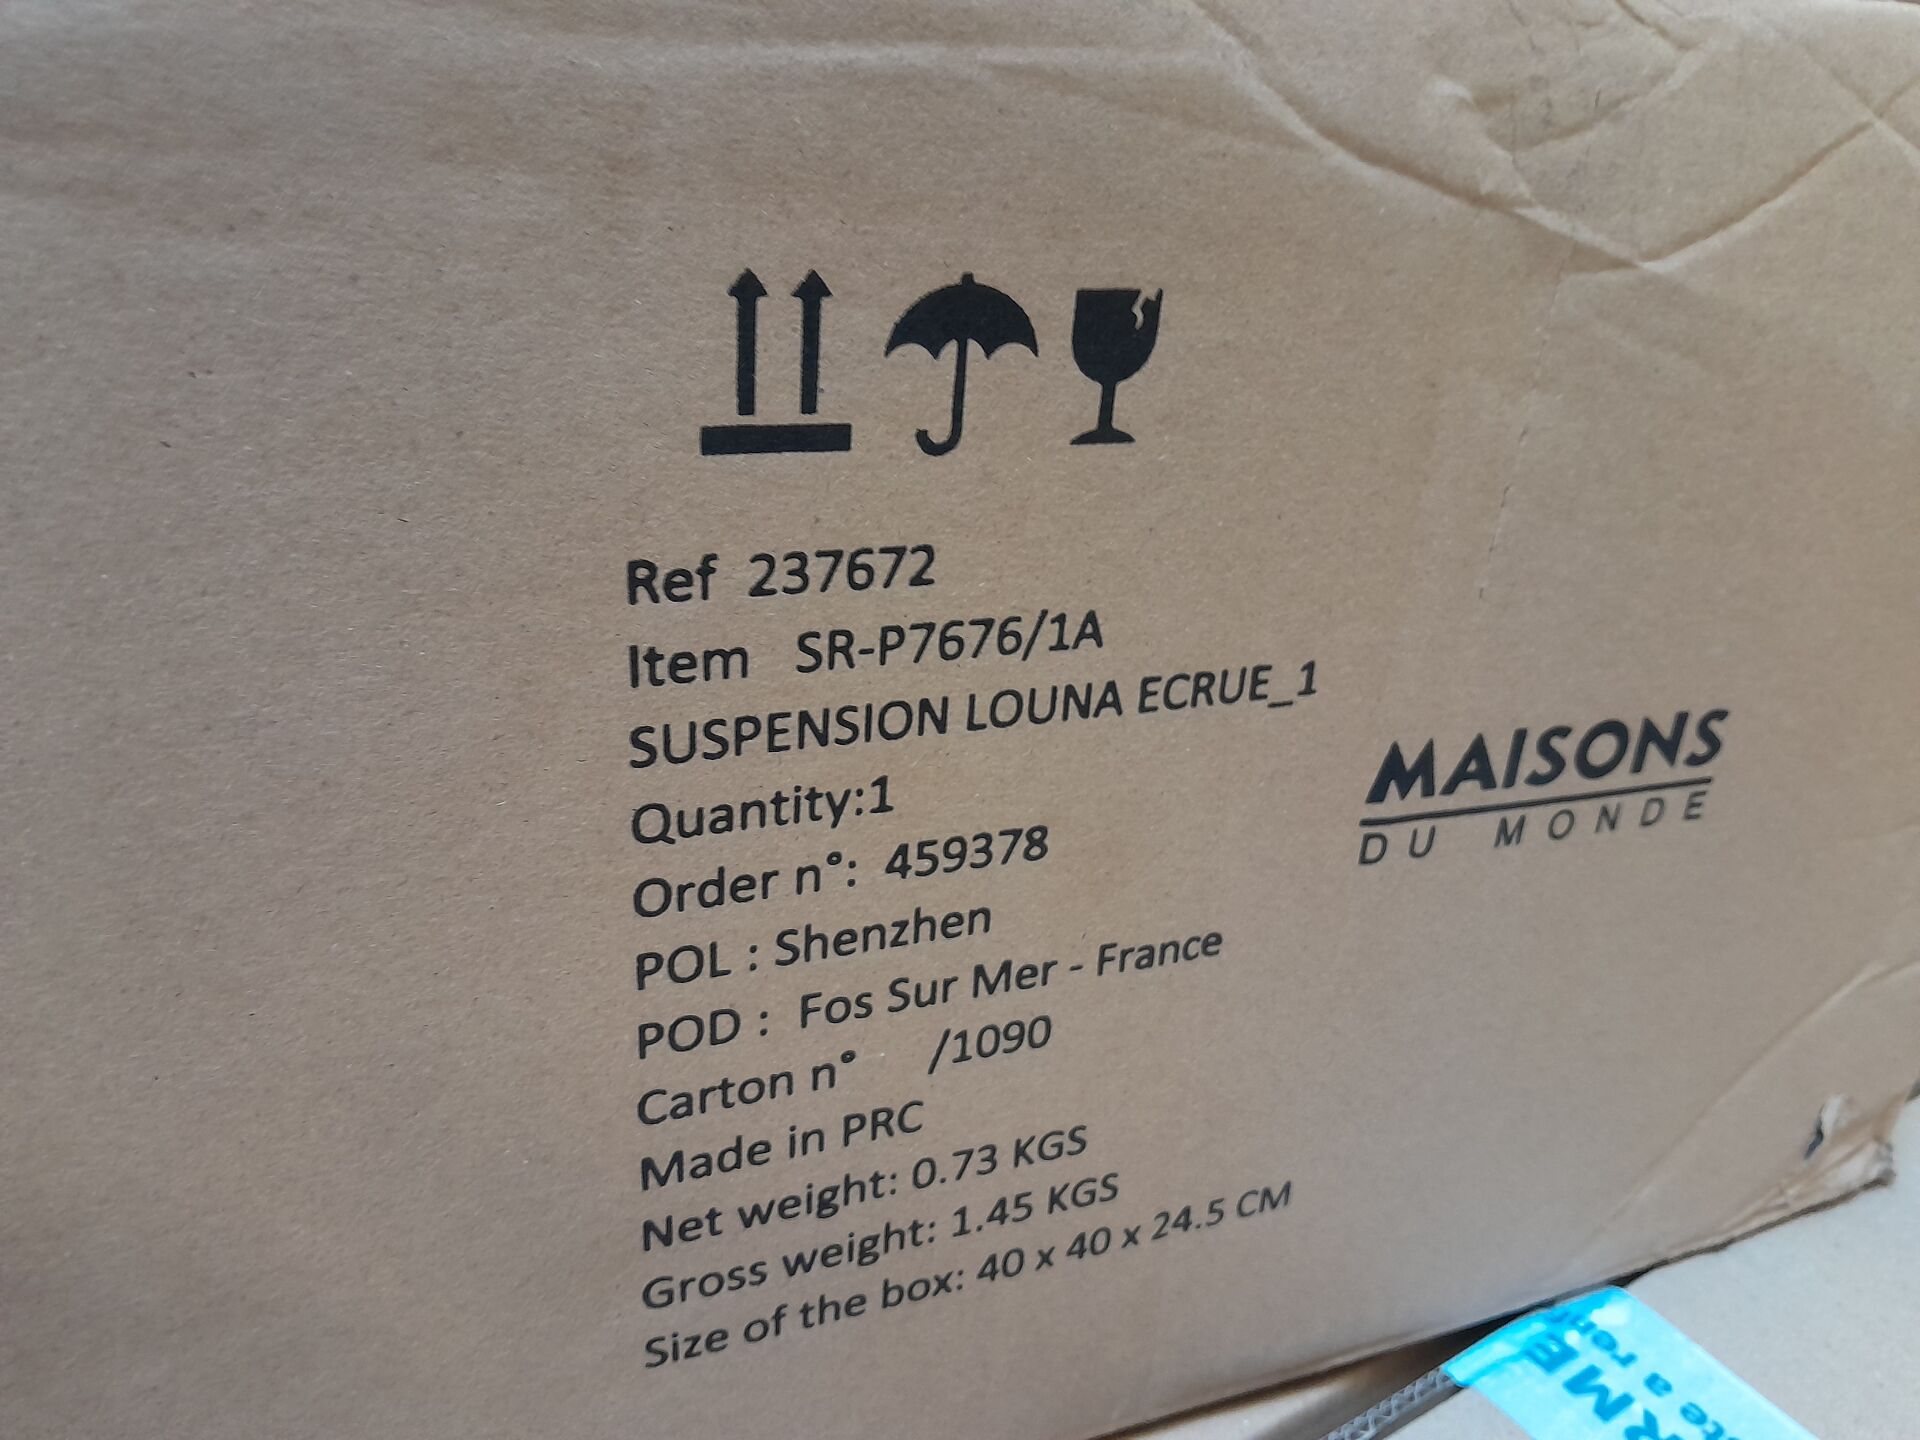 Ref 237672
Item SR-P7676/1A
SUSPENSION LOUNA ECRUE_1
Quantity:1
Order n°: 459378
POL : Shenzhen
POD : Fos Sur Mer - France
Carton n° /1090
Made in PRC
Net weight: 0.73 KGS
Gross weight: 1.45 KGS
Size of the box: 40 x 40 x 24.5 CM
MAISONS
DU MONDE